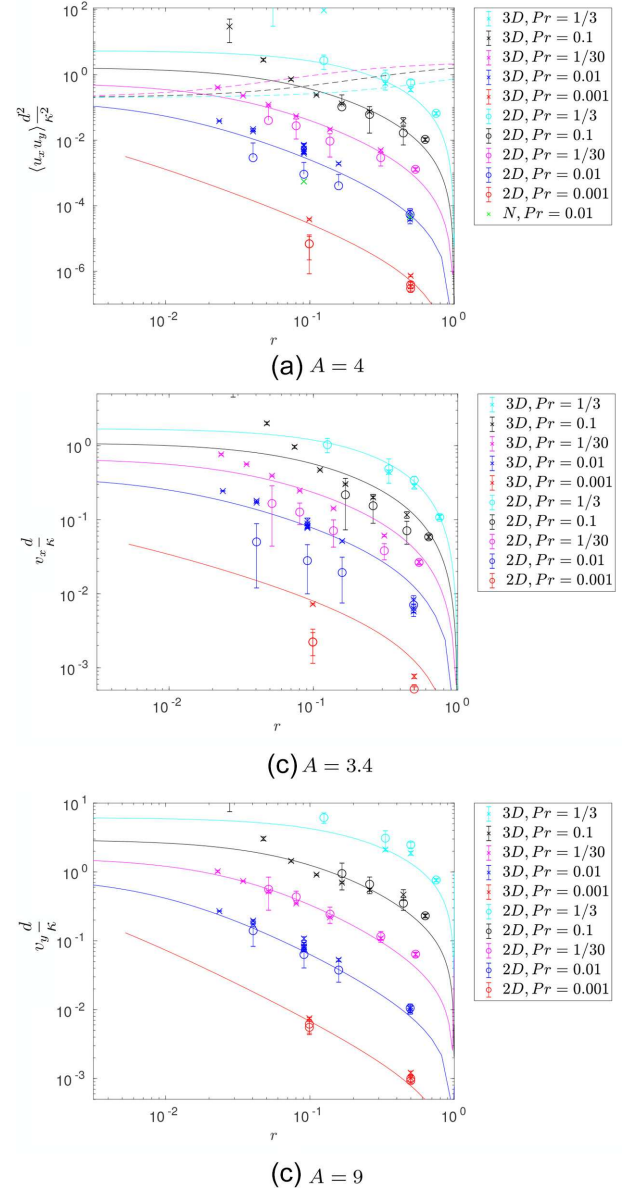 10^2
10^0
10^{-2}
10^{-4}
10^{-6}
⟨u_x u_y⟩ d^2/κ^2
10^{-2} 10^{-1} 10^0
r
3D, Pr = 1/3
3D, Pr = 0.1
3D, Pr = 1/30
3D, Pr = 0.01
3D, Pr = 0.001
2D, Pr = 1/3
2D, Pr = 0.1
2D, Pr = 1/30
2D, Pr = 0.01
2D, Pr = 0.001
N, Pr = 0.01
(a) A = 4
10^0
10^{-1}
10^{-2}
10^{-3}
v_x d/κ
10^{-2} 10^{-1} 10^0
r
3D, Pr = 1/3
3D, Pr = 0.1
3D, Pr = 1/30
3D, Pr = 0.01
3D, Pr = 0.001
2D, Pr = 1/3
2D, Pr = 0.1
2D, Pr = 1/30
2D, Pr = 0.01
2D, Pr = 0.001
(c) A = 3.4
10^1
10^0
10^{-1}
10^{-2}
10^{-3}
v_y d/κ
10^{-2} 10^{-1} 10^0
r
3D, Pr = 1/3
3D, Pr = 0.1
3D, Pr = 1/30
3D, Pr = 0.01
3D, Pr = 0.001
2D, Pr = 1/3
2D, Pr = 0.1
2D, Pr = 1/30
2D, Pr = 0.01
2D, Pr = 0.001
(c) A = 9